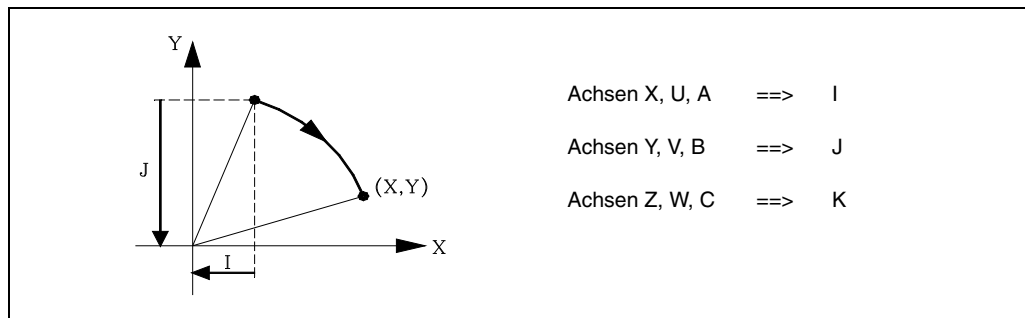 Y
J
(X,Y)
X
I
Achsen X, U, A ==> I
Achsen Y, V, B ==> J
Achsen Z, W, C ==> K